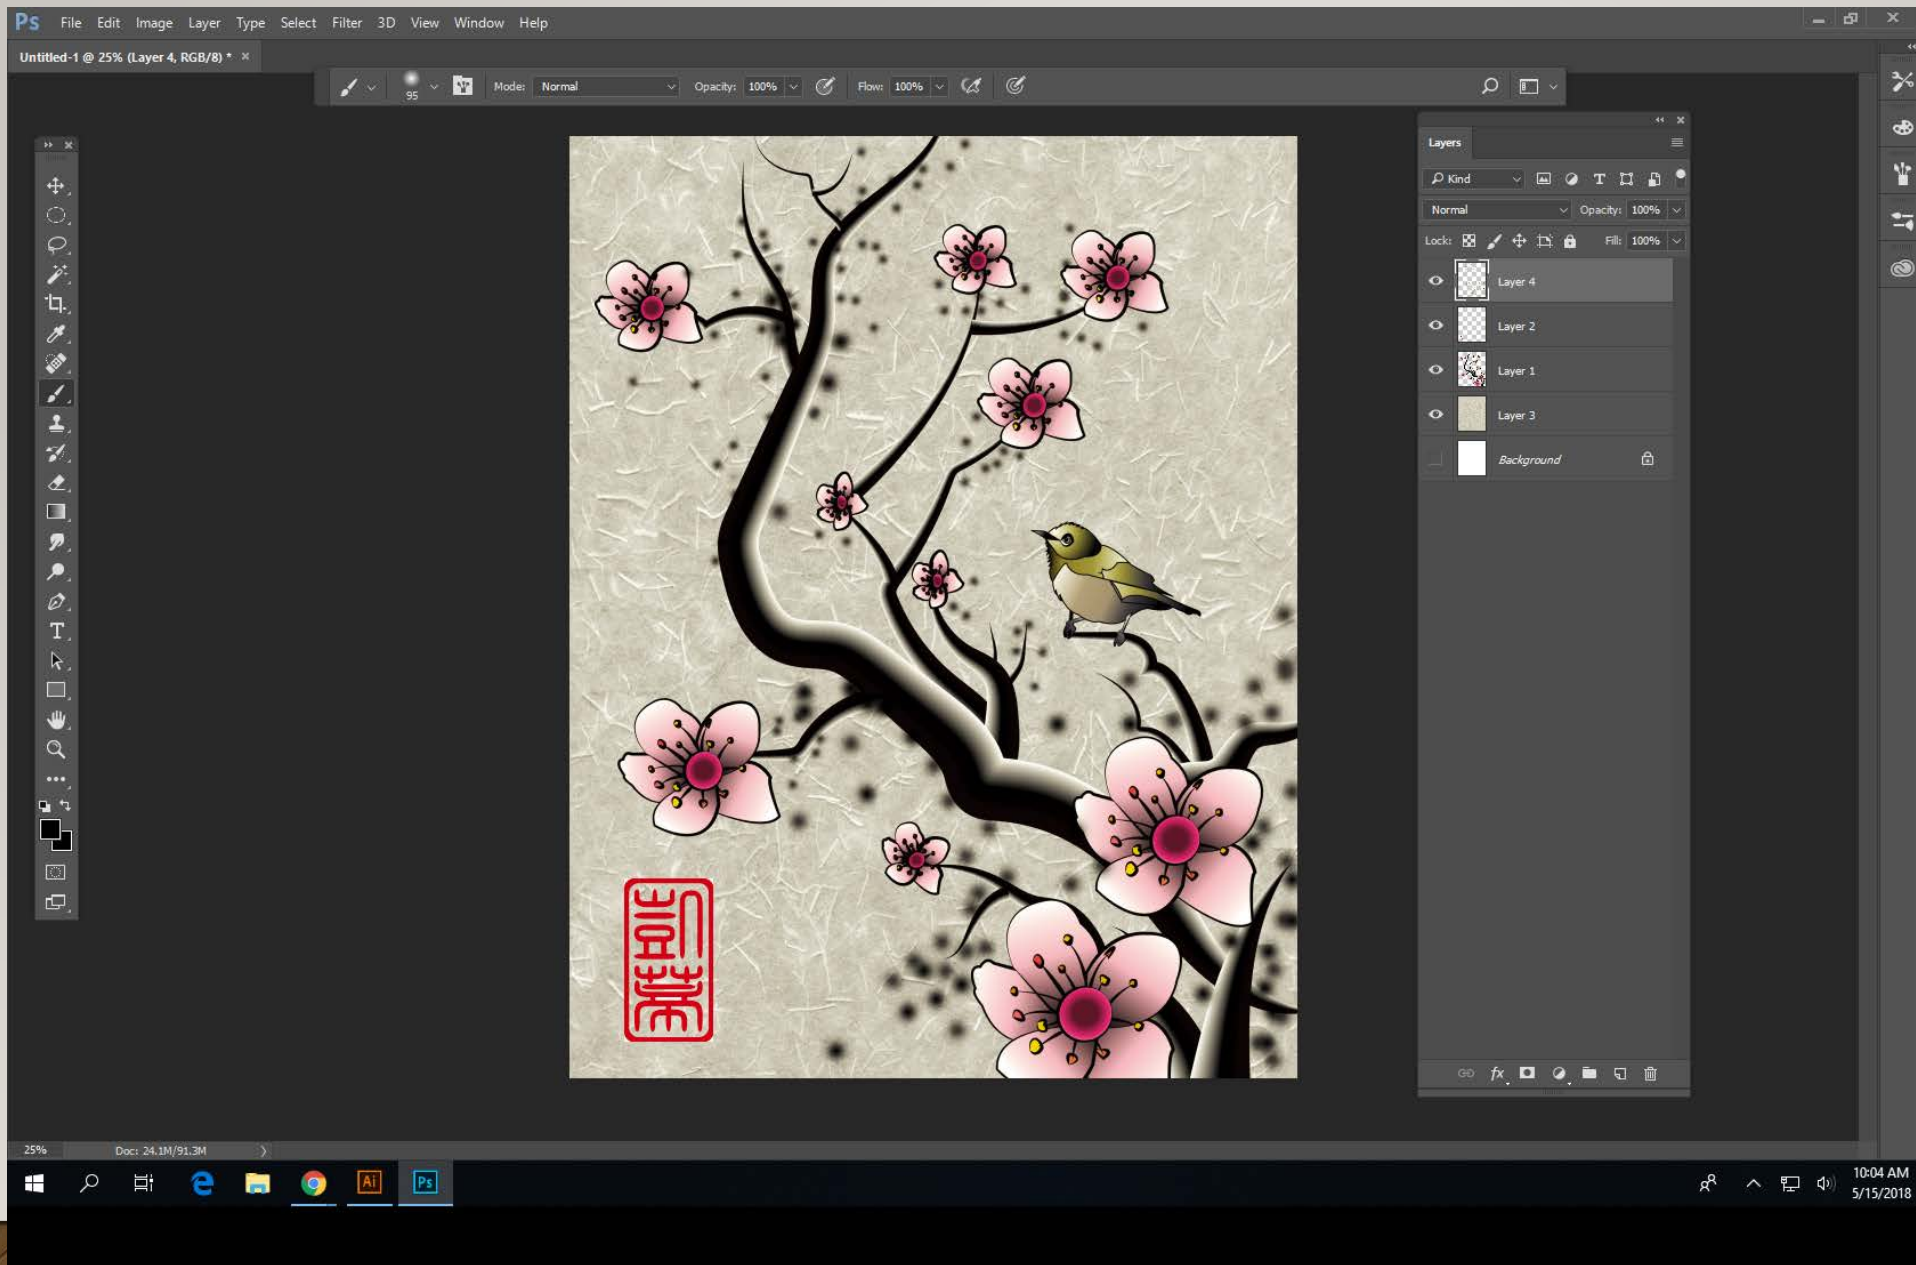 Ps File Edit Image Layer Type Select Filter 3D View Window Help
Untitled-1 @ 25% (Layer 4, RGB/8) * ×
95 Mode: Normal Opacity: 100% Flow: 100%
Layers
Kind
Normal Opacity: 100%
Lock: Fill: 100%
Layer 4
Layer 2
Layer 1
Layer 3
Background
25% Doc: 24.1M/91.3M
Ai Ps
10:04 AM
5/15/2018